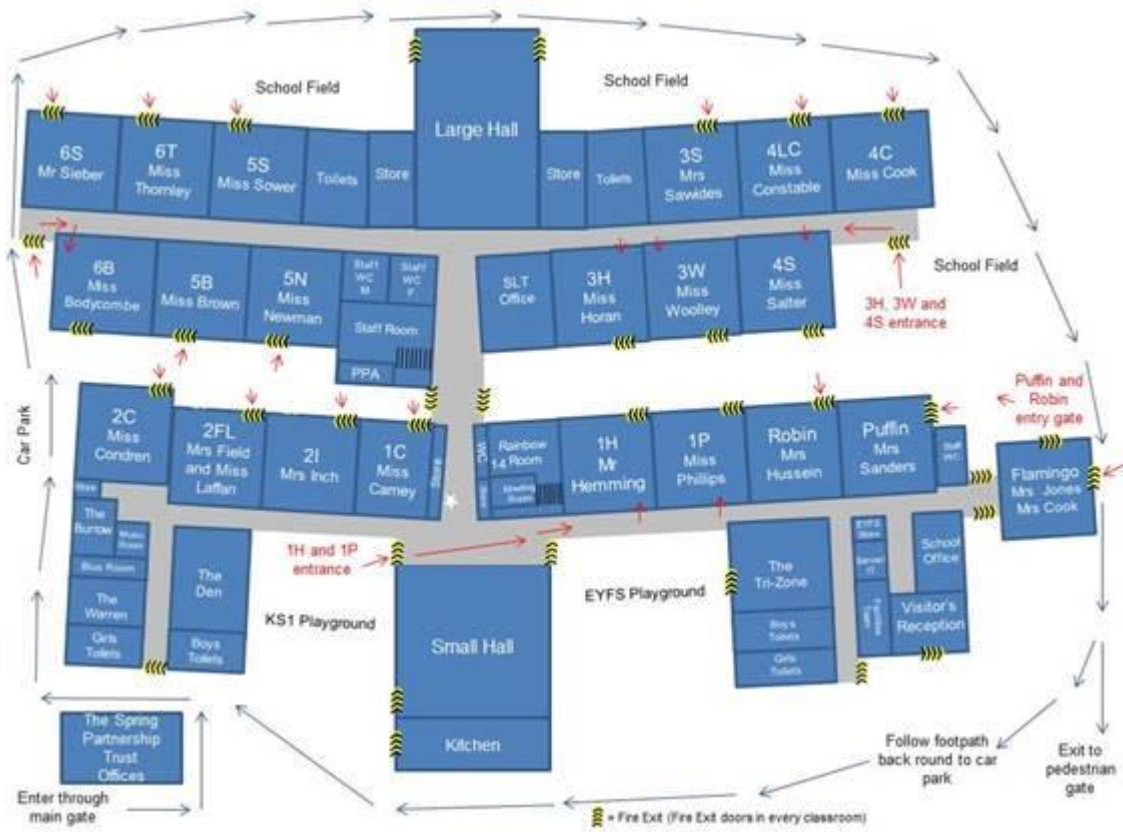 School Field
School Field
Large Hall
6S
Mr Sieber
6T
Miss
Thornley
5S
Miss Sower
Toilets
Store
Store
Toilets
3S
Mrs
Sawides
4LC
Miss
Constable
4C
Miss Cook
6B
Miss
Bodycombe
5B
Miss Brown
5N
Miss
Newman
Staff
WC
M
Staff
WC
F
Staff Room
PPA
SLT
Office
3H
Miss
Horan
3W
Miss
Woolley
4S
Miss
Salter
School Field
3H, 3W and
4S entrance
Car Park
2C
Miss
Condren
2FL
Mrs Field
and Miss
Laffan
2I
Mrs Inch
1C
Miss
Carney
Store
WC
Store
Rainbow
14 Room
Meeting
Room
1H
Mr
Hemming
1P
Miss
Phillips
Robin
Mrs
Hussein
Puffin
Mrs
Sanders
Staff
WC
Puffin and
Robin
entry gate
Flamingo
Mrs Jones
Mrs Cook
Store
The
Burrow
Music
Room
Blue Room
The
Warren
Girls
Toilets
The
Den
Boys
Toilets
1H and 1P
entrance
KS1 Playground
EYFS Playground
Small Hall
Kitchen
The
Tri-Zone
Boys
Toilets
Girls
Toilets
EYFS
Store
Server/
IT
School
Office
Visitor's
Reception
The Spring
Partnership
Trust
Offices
Enter through
main gate
Follow footpath
back round to car
park
Exit to
pedestrian
gate
= Fire Exit (Fire Exit doors in every classroom)